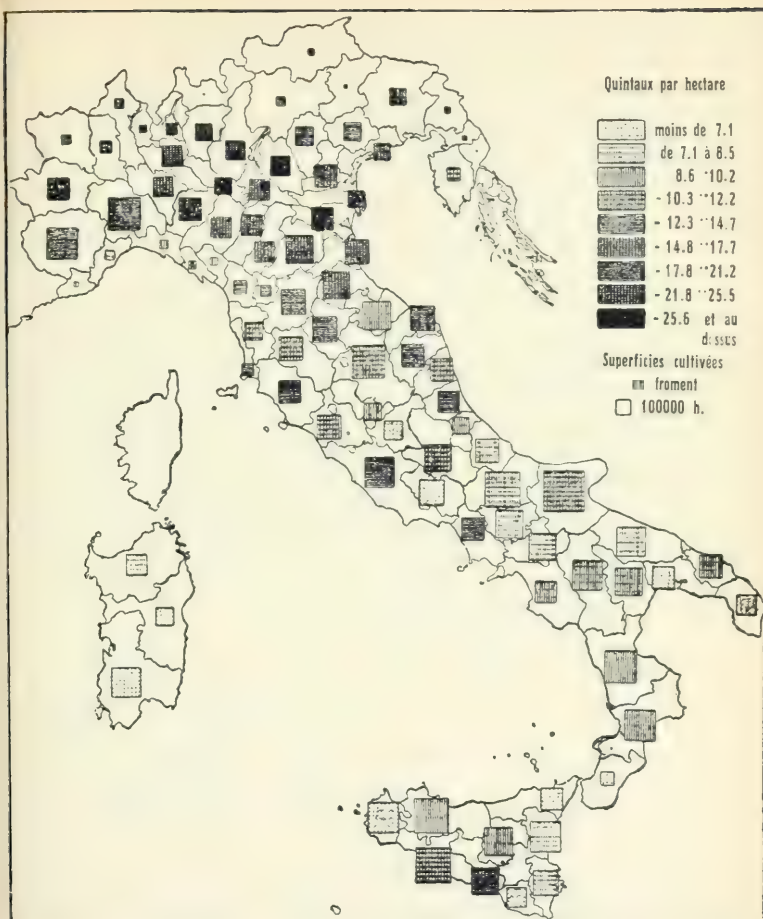 Quintaux par hectare
moins de 7.1
de 7.1 à 8.5
8.6 " 10.2
- 10.3 " 12.2
- 12.3 " 14.7
- 14.8 " 17.7
- 17.8 " 21.2
- 21.8 " 25.5
- 25.6 et au
dessus
Superficies cultivées
froment
100000 h.